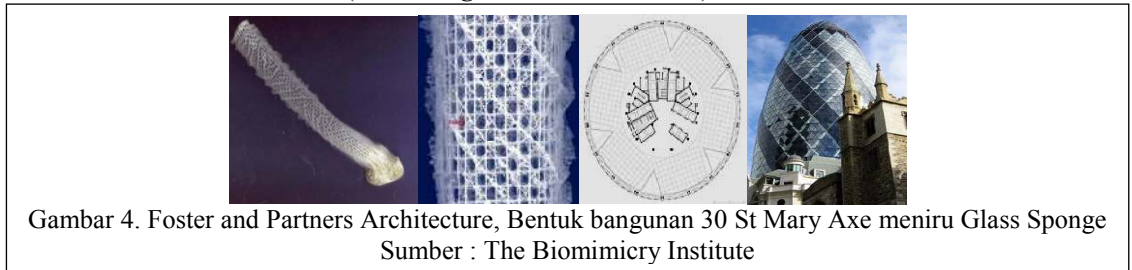 Gambar 4. Foster and Partners Architecture, Bentuk bangunan 30 St Mary Axe meniru Glass Sponge
Sumber : The Biomimicry Institute